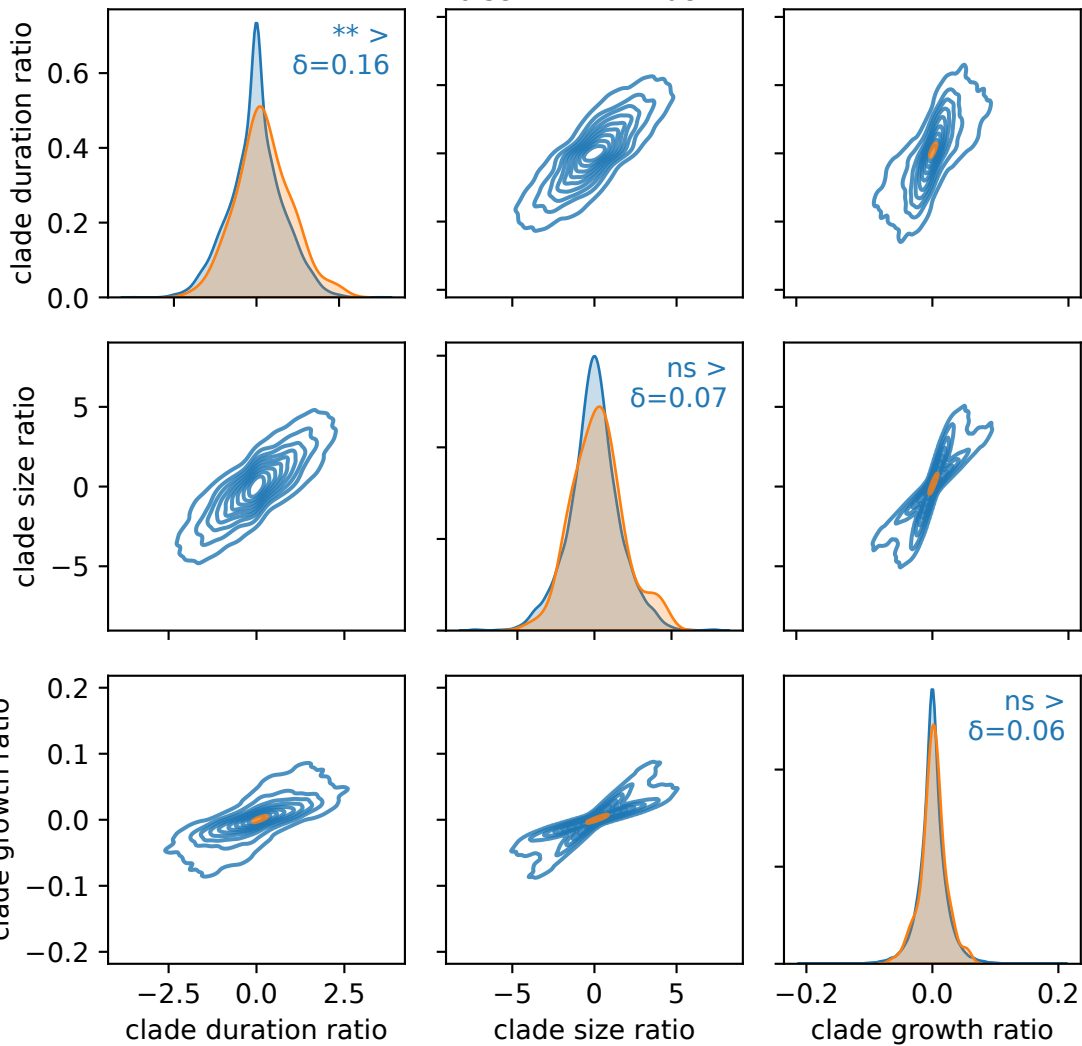 clade duration ratio
0.6
0.4
0.2
0.0
** >
δ=0.16
clade size ratio
5
0
−5
ns >
δ=0.07
clade growth ratio
0.2
0.1
0.0
−0.1
−0.2
ns >
δ=0.06
−2.5 0.0 2.5
−5 0 5
−0.2 0.0 0.2
clade duration ratio
clade size ratio
clade growth ratio